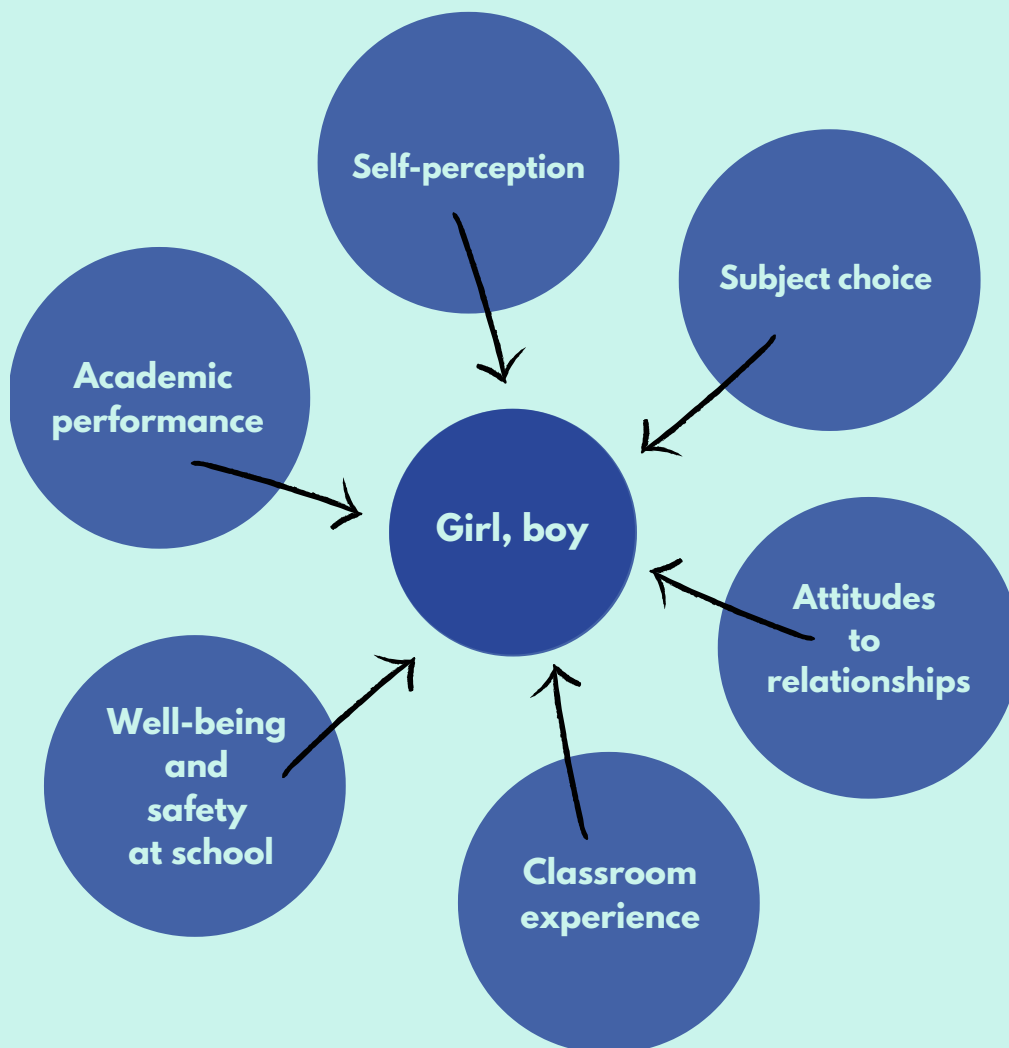 Self-perception
Subject choice
Academic
performance
Girl, boy
Attitudes
to
relationships
Well-being
and
safety
at school
Classroom
experience